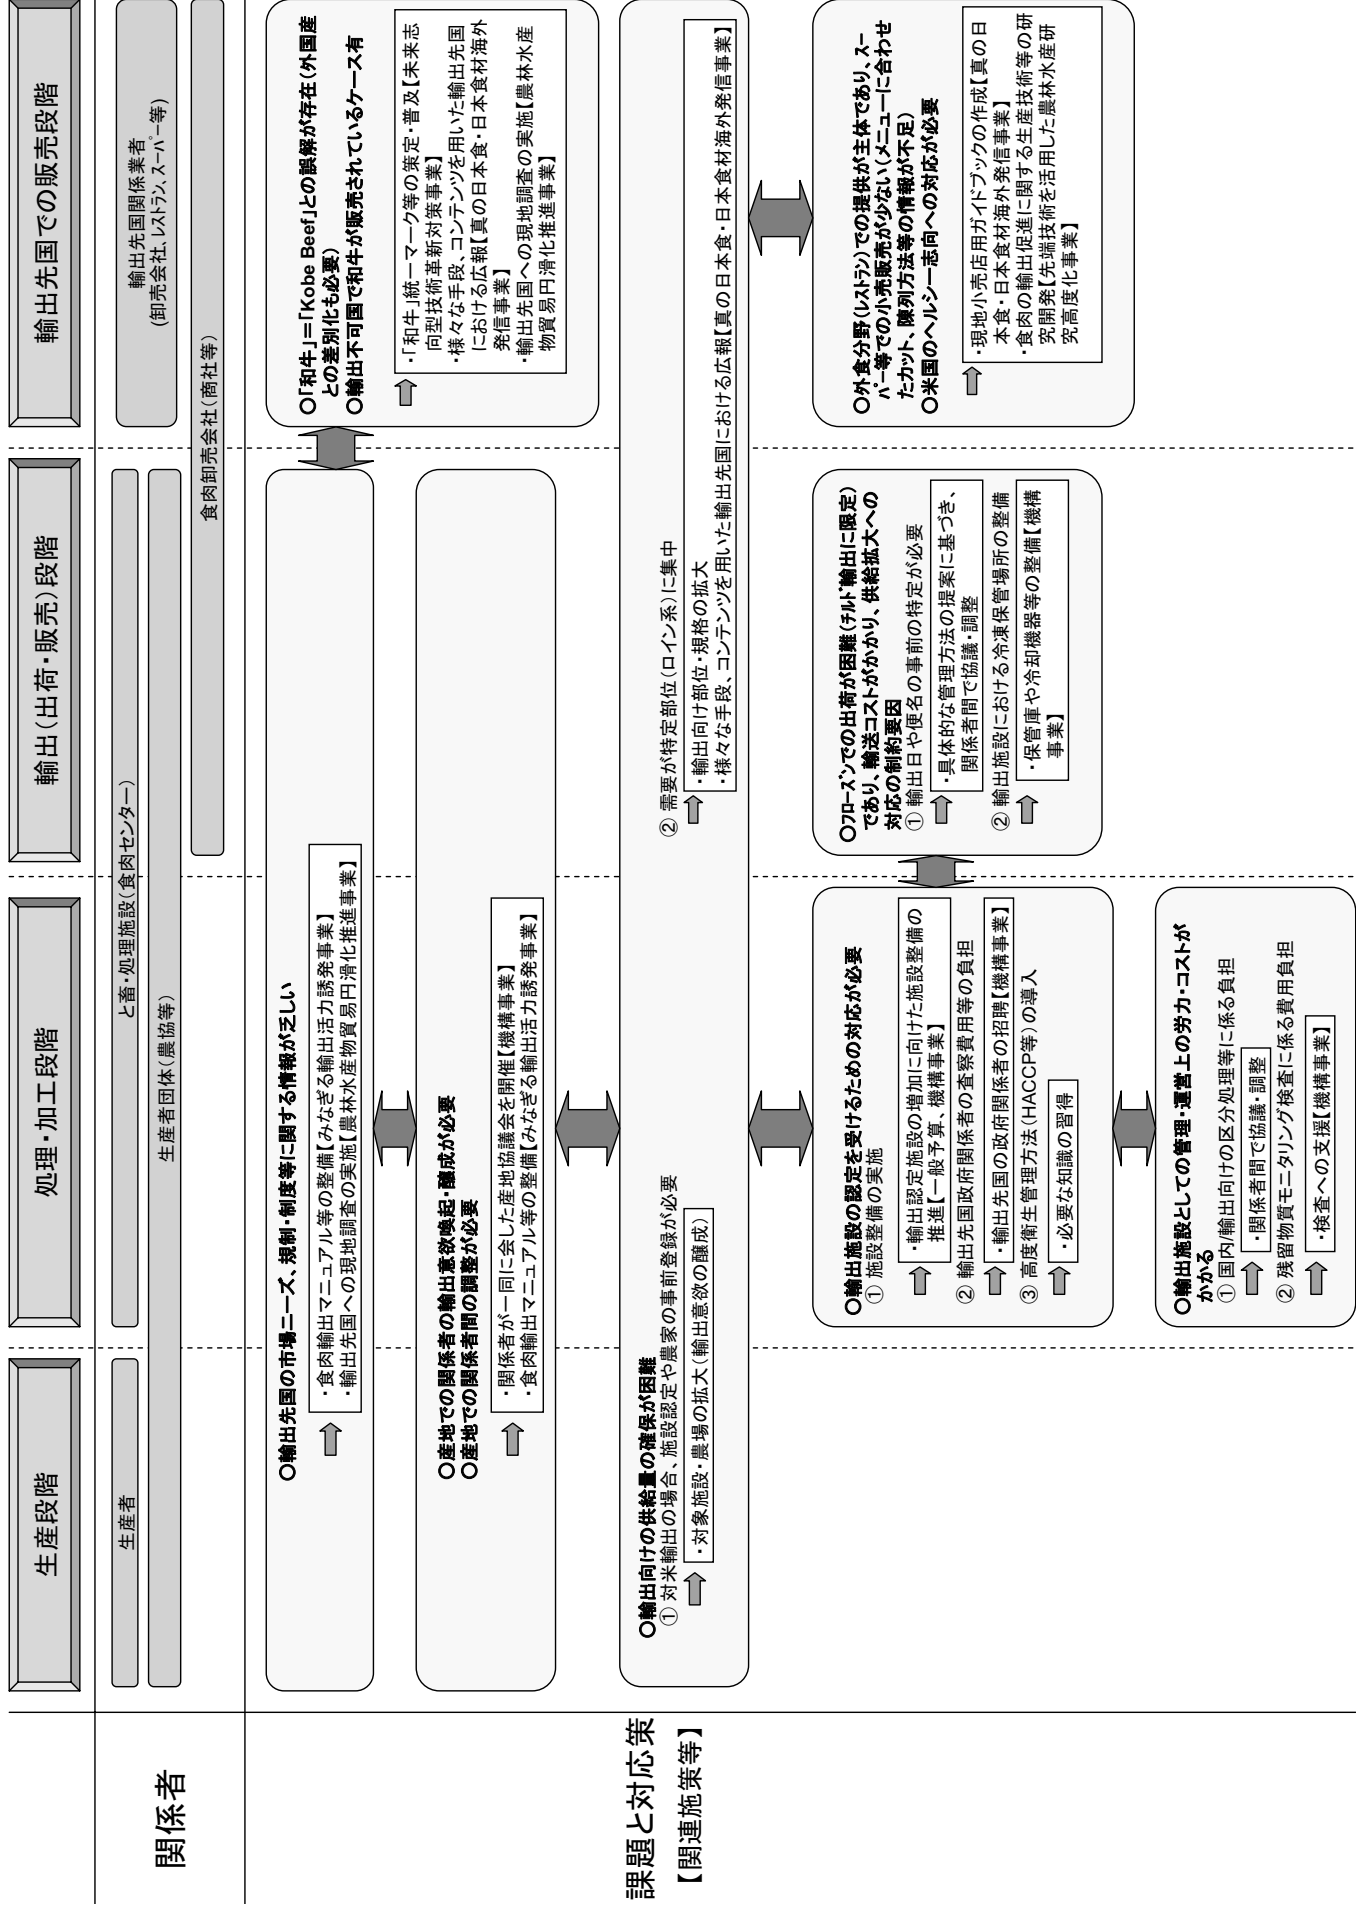 生産段階
処理・加工段階
輸出(出荷・販売)段階
輸出先国での販売段階
関係者
生産者
と畜・処理施設(食肉センター)
輸出先国関係業者
(卸売会社、レストラン、スーパー等)
生産者団体(農協等)
食肉卸売会社(商社等)
課題と対応策
【関連施策等】
○輸出先国の市場ニーズ、規制・制度等に関する情報が乏しい
・食肉輸出マニュアル等の整備【みなぎる輸出活力誘発事業】
・輸出先国への現地調査の実施【農林水産物貿易円滑化推進事業】
○「和牛」=「Kobe Beef」との誤解が存在(外国産
との差別化も必要)
○輸出不可国で和牛が販売されているケース有
・「和牛」統一マーク等の策定・普及【未来志
向型技術革新対策事業】
・様々な手段、コンテンツを用いた輸出先国
における広報【真の日本食・日本食材海外
発信事業】
・輸出先国への現地調査の実施【農林水産
物貿易円滑化推進事業】
○産地での関係者の輸出意欲喚起・醸成が必要
○産地での関係者間の調整が必要
・関係者が一同に会した産地協議会を開催【機構事業】
・食肉輸出マニュアル等の整備【みなぎる輸出活力誘発事業】
○輸出向けの供給量の確保が困難
① 対米輸出の場合、施設認定や農家の事前登録が必要
・対象施設・農場の拡大(輸出意欲の醸成)
② 需要が特定部位(ロイン系)に集中
・輸出向け部位・規格の拡大
・様々な手段、コンテンツを用いた輸出先国における広報【真の日本食・日本食材海外発信事業】
○輸出施設の認定を受けるための対応が必要
① 施設整備の実施
・輸出認定施設の増加に向けた施設整備の
推進【一般予算、機構事業】
② 輸出先国政府関係者の査察費用等の負担
・輸出先国の政府関係者の招聘【機構事業】
③ 高度衛生管理方法(HACCP等)の導入
・必要な知識の習得
○フローズンでの出荷が困難(チルド輸出に限定)
であり、輸送コストがかかり、供給拡大への
対応の制約要因
① 輸出日や便名の事前の特定が必要
・具体的な管理方法の提案に基づき、
関係者間で協議・調整
② 輸出施設における冷凍保管場所の整備
・保管庫や冷却機器等の整備【機構
事業】
○外食分野(レストラン)での提供が主体であり、スー
パー等での小売販売が少ない(メニューに合わせ
たカット、陳列方法等の情報が不足)
○米国のヘルシー志向への対応が必要
・現地小売店用ガイドブックの作成【真の日
本食・日本食材海外発信事業】
・食肉の輸出促進に関する生産技術等の研
究開発【先端技術を活用した農林水産研
究高度化事業】
○輸出施設としての管理・運営上の労力・コストが
かかる
① 国内/輸出向けの区分処理等に係る負担
・関係者間で協議・調整
② 残留物質モニタリング検査に係る費用負担
・検査への支援【機構事業】